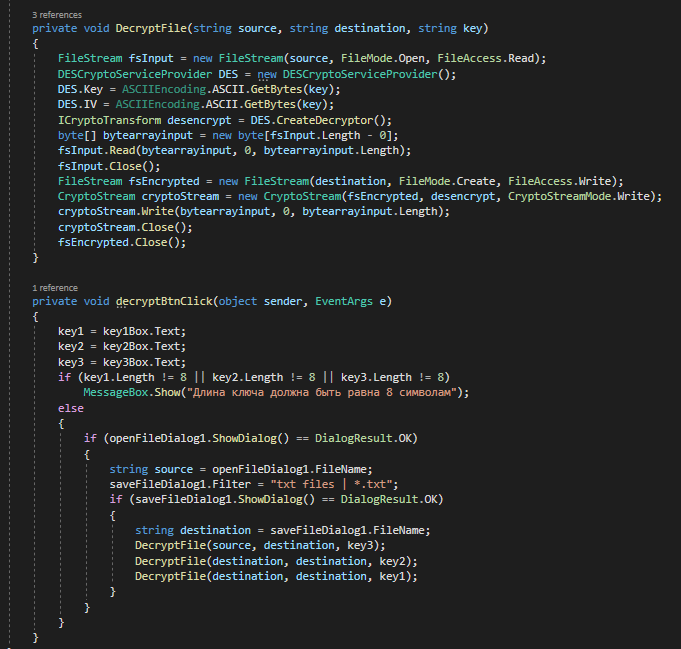 3 references
private void DecryptFile(string source, string destination, string key)
{
    FileStream fsInput = new FileStream(source, FileMode.Open, FileAccess.Read);
    DESCryptoServiceProvider DES = new DESCryptoServiceProvider();
    DES.Key = ASCIIEncoding.ASCII.GetBytes(key);
    DES.IV = ASCIIEncoding.ASCII.GetBytes(key);
    ICryptoTransform desencrypt = DES.CreateDecryptor();
    byte[] bytearrayinput = new byte[fsInput.Length - 0];
    fsInput.Read(bytearrayinput, 0, bytearrayinput.Length);
    fsInput.Close();
    FileStream fsEncrypted = new FileStream(destination, FileMode.Create, FileAccess.Write);
    CryptoStream cryptoStream = new CryptoStream(fsEncrypted, desencrypt, CryptoStreamMode.Write);
    cryptoStream.Write(bytearrayinput, 0, bytearrayinput.Length);
    cryptoStream.Close();
    fsEncrypted.Close();
}
1 reference
private void decryptBtnClick(object sender, EventArgs e)
{
    key1 = key1Box.Text;
    key2 = key2Box.Text;
    key3 = key3Box.Text;
    if (key1.Length != 8 || key2.Length != 8 || key3.Length != 8)
        MessageBox.Show("Длина ключа должна быть равна 8 символам");
    else
    {
        if (openFileDialog1.ShowDialog() == DialogResult.OK)
        {
            string source = openFileDialog1.FileName;
            saveFileDialog1.Filter = "txt files | *.txt";
            if (saveFileDialog1.ShowDialog() == DialogResult.OK)
            {
                string destination = saveFileDialog1.FileName;
                DecryptFile(source, destination, key3);
                DecryptFile(destination, destination, key2);
                DecryptFile(destination, destination, key1);
            }
        }
    }
}